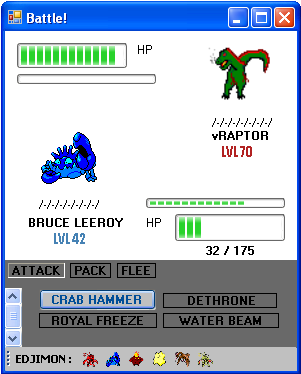 Battle!
HP
/-/-/-/-/-/-/-/
vRAPTOR
LVL70
/-/-/-/-/-/-/-/
BRUCE LEEROY
LVL42
HP
32 / 175
ATTACK PACK FLEE
CRAB HAMMER DETHRONE
ROYAL FREEZE WATER BEAM
EDJIMON: